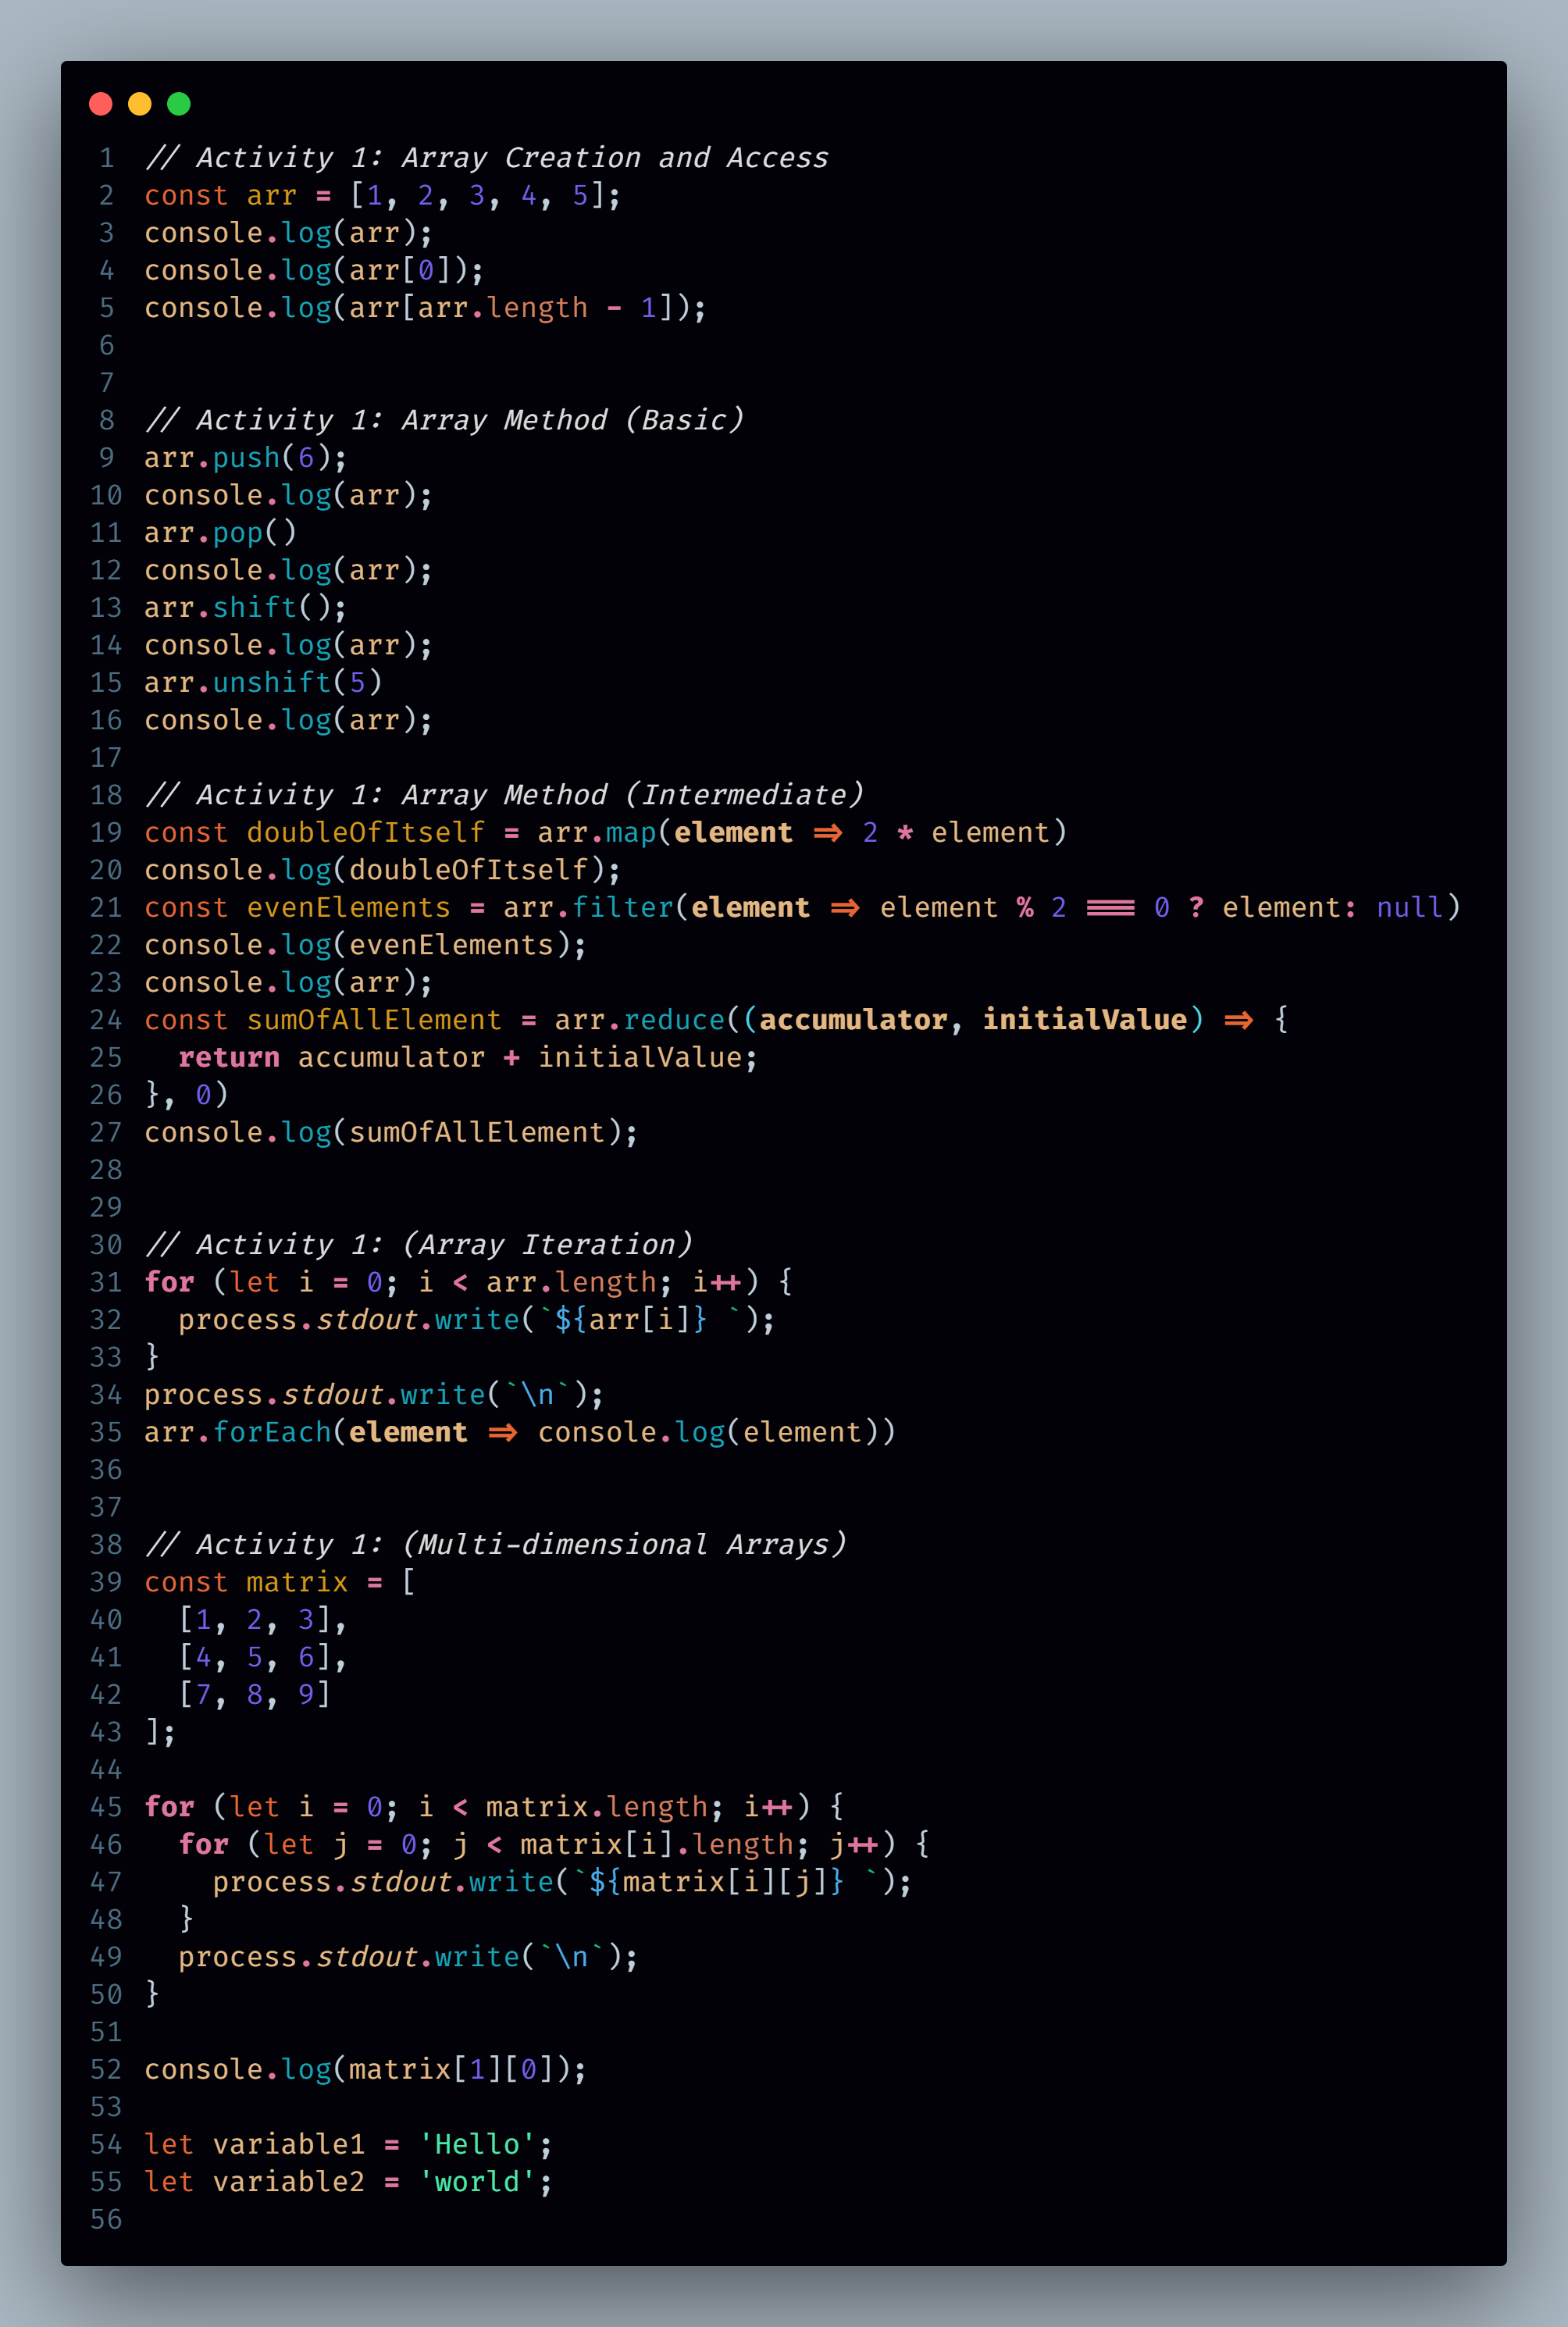 1 // Activity 1: Array Creation and Access
2 const arr = [1, 2, 3, 4, 5];
3 console.log(arr);
4 console.log(arr[0]);
5 console.log(arr[arr.length - 1]);
6
7
8 // Activity 1: Array Method (Basic)
9 arr.push(6);
10 console.log(arr);
11 arr.pop()
12 console.log(arr);
13 arr.shift();
14 console.log(arr);
15 arr.unshift(5)
16 console.log(arr);
17
18 // Activity 1: Array Method (Intermediate)
19 const doubleOfItself = arr.map(element => 2 * element)
20 console.log(doubleOfItself);
21 const evenElements = arr.filter(element => element % 2 === 0 ? element: null)
22 console.log(evenElements);
23 console.log(arr);
24 const sumOfAllElement = arr.reduce((accumulator, initialValue) => {
25   return accumulator + initialValue;
26 }, 0)
27 console.log(sumOfAllElement);
28
29
30 // Activity 1: (Array Iteration)
31 for (let i = 0; i < arr.length; i++) {
32   process.stdout.write(`${arr[i]} `);
33 }
34 process.stdout.write(`\n`);
35 arr.forEach(element => console.log(element))
36
37
38 // Activity 1: (Multi-dimensional Arrays)
39 const matrix = [
40   [1, 2, 3],
41   [4, 5, 6],
42   [7, 8, 9]
43 ];
44
45 for (let i = 0; i < matrix.length; i++) {
46   for (let j = 0; j < matrix[i].length; j++) {
47     process.stdout.write(`${matrix[i][j]} `);
48   }
49   process.stdout.write(`\n`);
50 }
51
52 console.log(matrix[1][0]);
53
54 let variable1 = 'Hello';
55 let variable2 = 'world';
56